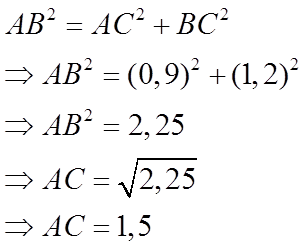 AB² = AC² + BC²
⇒ AB² = (0,9)² + (1,2)²
⇒ AB² = 2,25
⇒ AC = √2,25
⇒ AC = 1,5